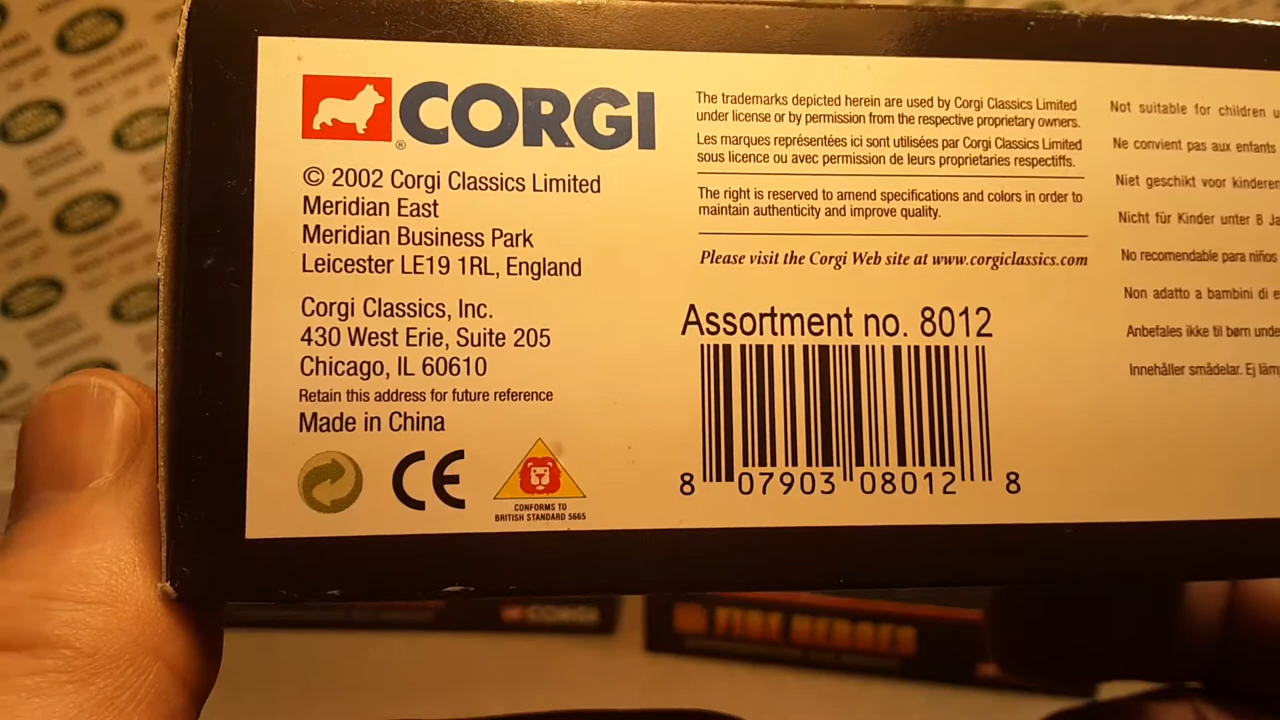 CORGI
®
© 2002 Corgi Classics Limited
Meridian East
Meridian Business Park
Leicester LE19 1RL, England
Corgi Classics, Inc.
430 West Erie, Suite 205
Chicago, IL 60610
Retain this address for future reference
Made in China
CE
CONFORMS TO
BRITISH STANDARD 5665
The trademarks depicted herein are used by Corgi Classics Limited
under license or by permission from the respective proprietary owners.
Les marques représentées ici sont utilisées par Corgi Classics Limited
sous licence ou avec permission de leurs proprietaries respectiffs.
The right is reserved to amend specifications and colors in order to
maintain authenticity and improve quality.
Please visit the Corgi Web site at www.corgiclassics.com
Assortment no. 8012
8 07903 08012 8
Not suitable for children
Ne convient pas aux enfants
Niet geschikt voor kinderen
Nicht für Kinder unter 8
No recomendable para niños
Non adatto a bambini di
Anbefales ikke til børn
Innehåller smådelar. Ej
CORGI
FIRE HEROES